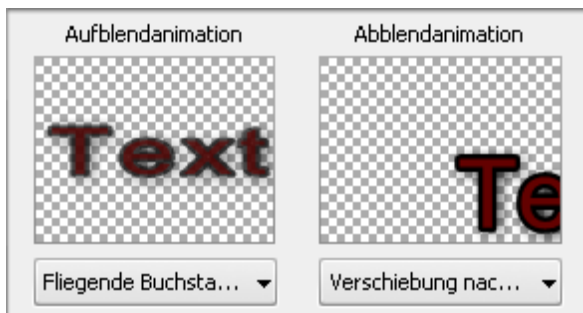 Aufblendanimation
Abblendanimation
Text
Te
Fliegende Buchsta...
Verschiebung nac...